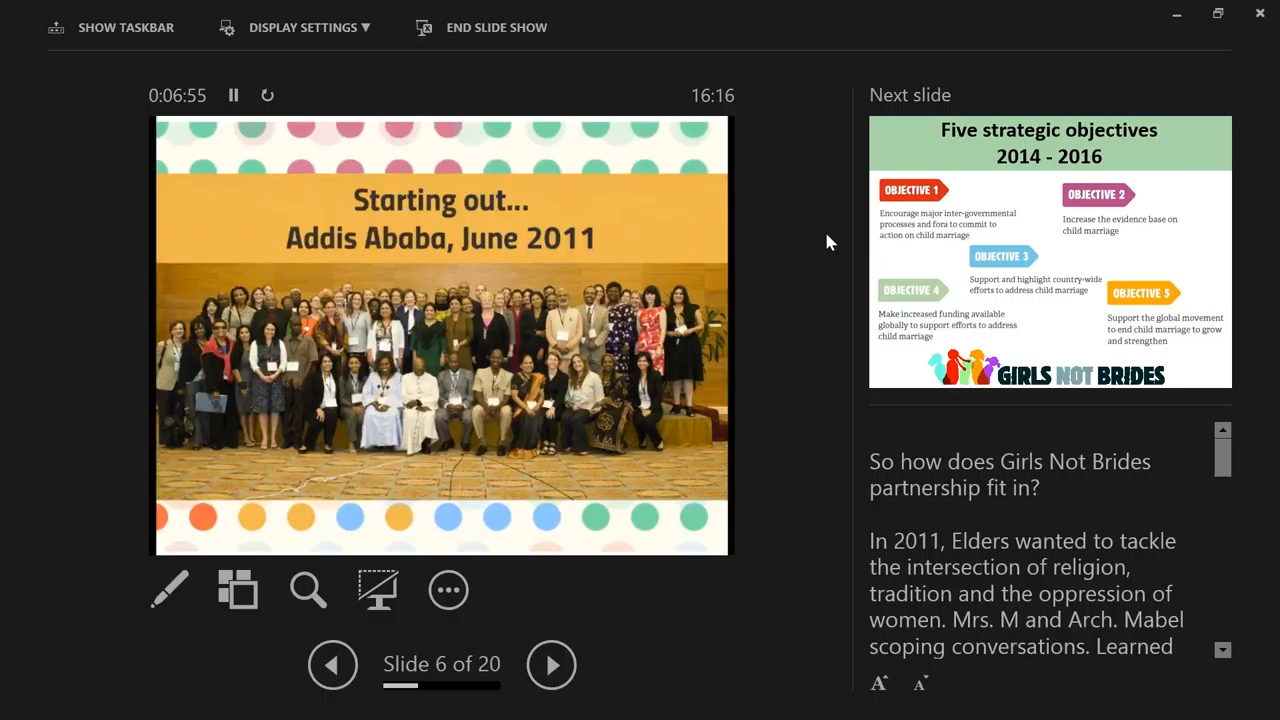 SHOW TASKBAR
DISPLAY SETTINGS ▼
END SLIDE SHOW
0:06:55
16:16
Starting out...
Addis Ababa, June 2011
Slide 6 of 20
Next slide
Five strategic objectives
2014 - 2016
OBJECTIVE 1
Encourage major inter-governmental
processes and fora to commit to
action on child marriage
OBJECTIVE 2
Increase the evidence base on
child marriage
OBJECTIVE 3
Support and highlight country-wide
efforts to address child marriage
OBJECTIVE 4
Make increased funding available
globally to support efforts to address
child marriage
OBJECTIVE 5
Support the global movement
to end child marriage to grow
and strengthen
GIRLS NOT BRIDES
So how does Girls Not Brides
partnership fit in?
In 2011, Elders wanted to tackle
the intersection of religion,
tradition and the oppression of
women. Mrs. M and Arch. Mabel
scoping conversations. Learned
A A